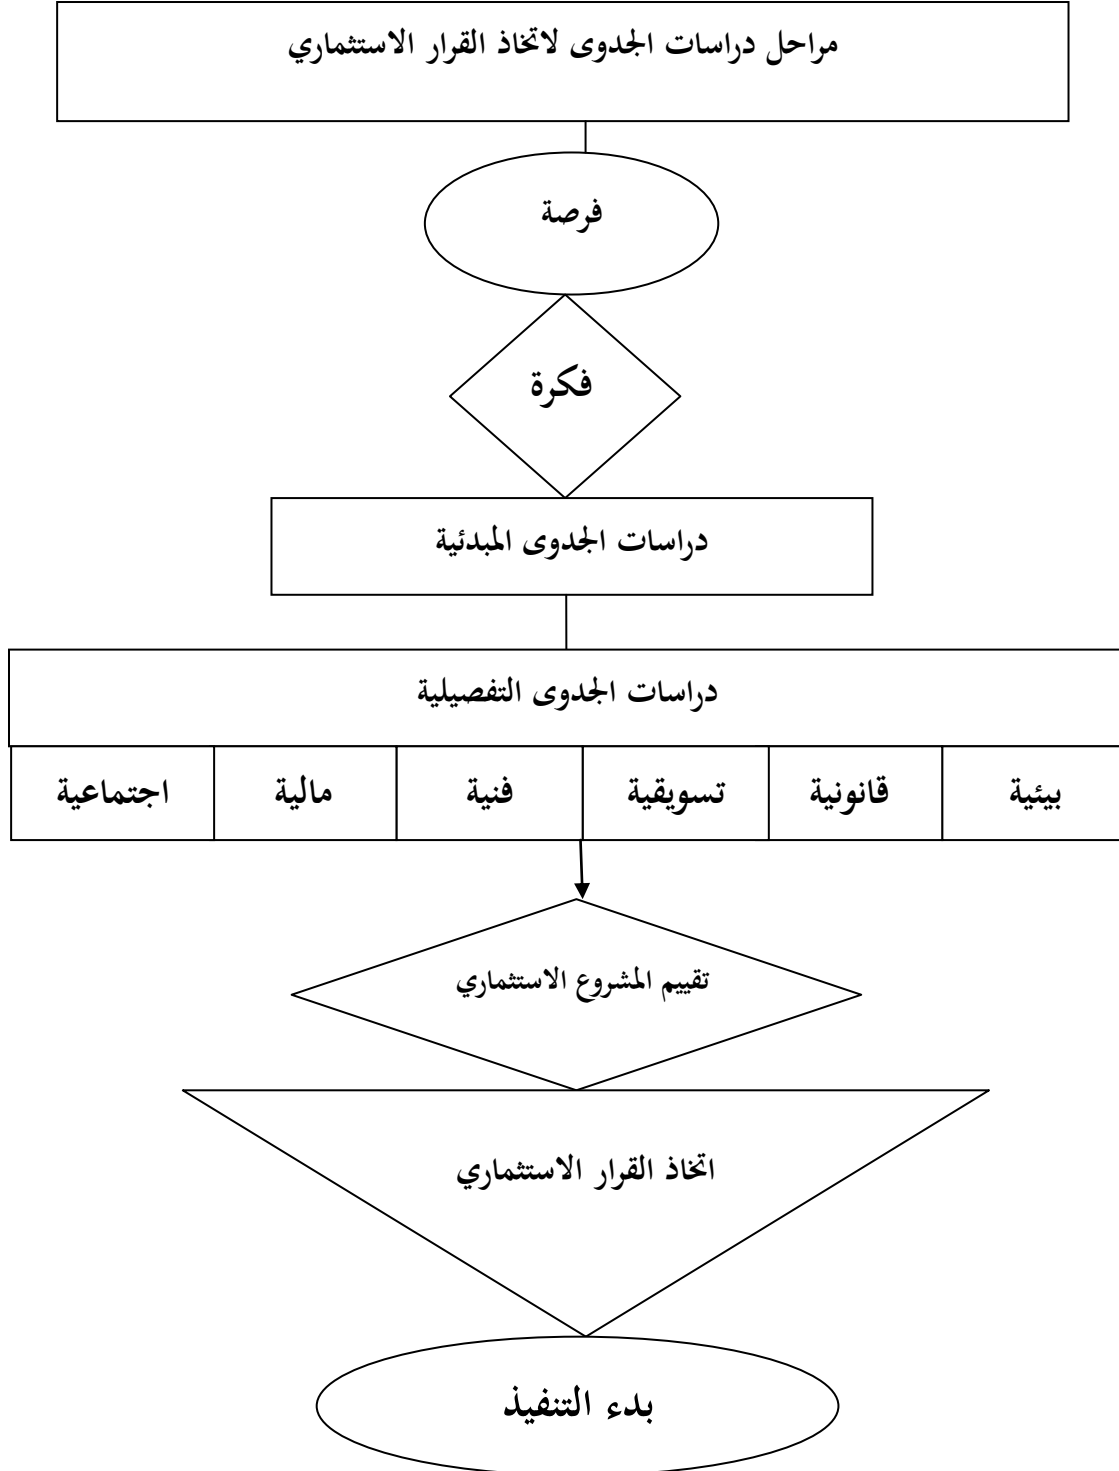 مراحل دراسات الجدوى لاتخاذ القرار الاستثماري
فرصة
فكرة
دراسات الجدوى المبدئية
دراسات الجدوى التفصيلية
بيئية
قانونية
تسويقية
فنية
مالية
اجتماعية
تقييم المشروع الاستثماري
اتخاذ القرار الاستثماري
بدء التنفيذ